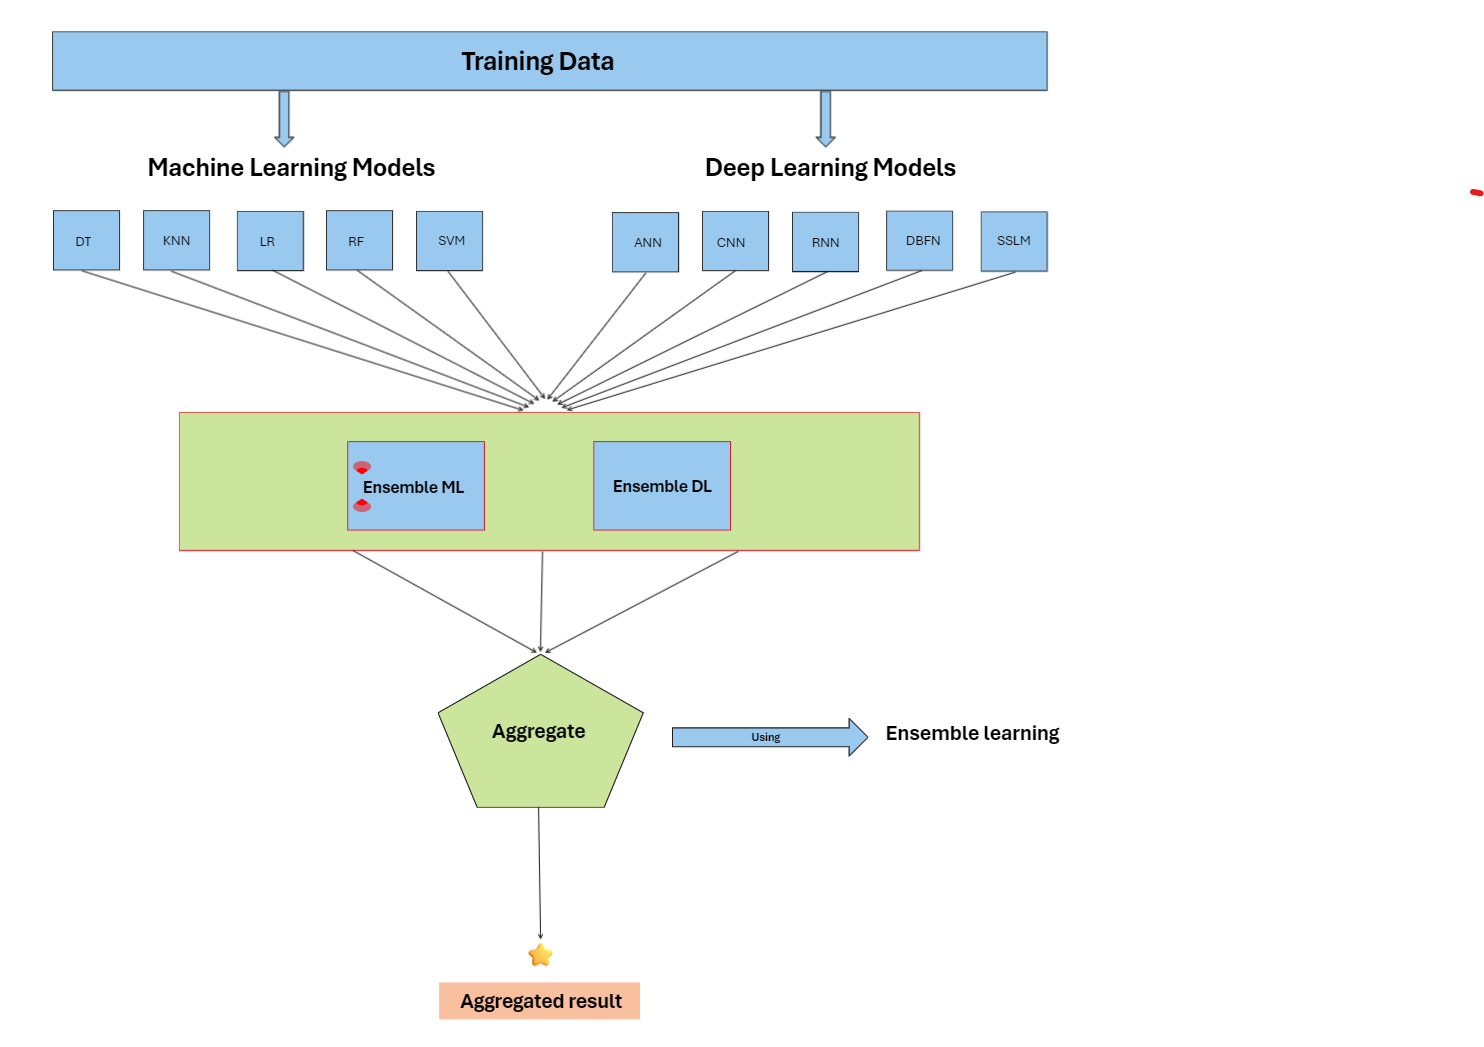 Training Data
Machine Learning Models
Deep Learning Models
DT
KNN
LR
RF
SVM
ANN
CNN
RNN
DBFN
SSLM
Ensemble ML
Ensemble DL
Aggregate
Using
Ensemble learning
Aggregated result